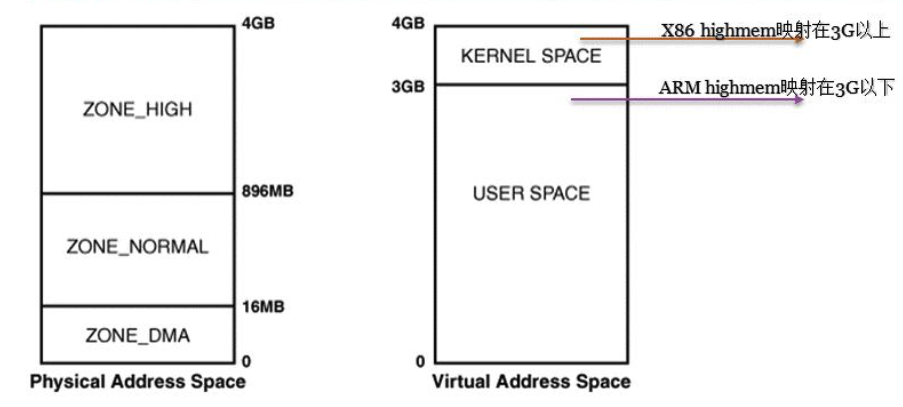 4GB
ZONE_HIGH
896MB
ZONE_NORMAL
16MB
ZONE_DMA
0
Physical Address Space
4GB
KERNEL SPACE
3GB
USER SPACE
0
Virtual Address Space
X86 highmem映射在3G以上
ARM highmem映射在3G以下